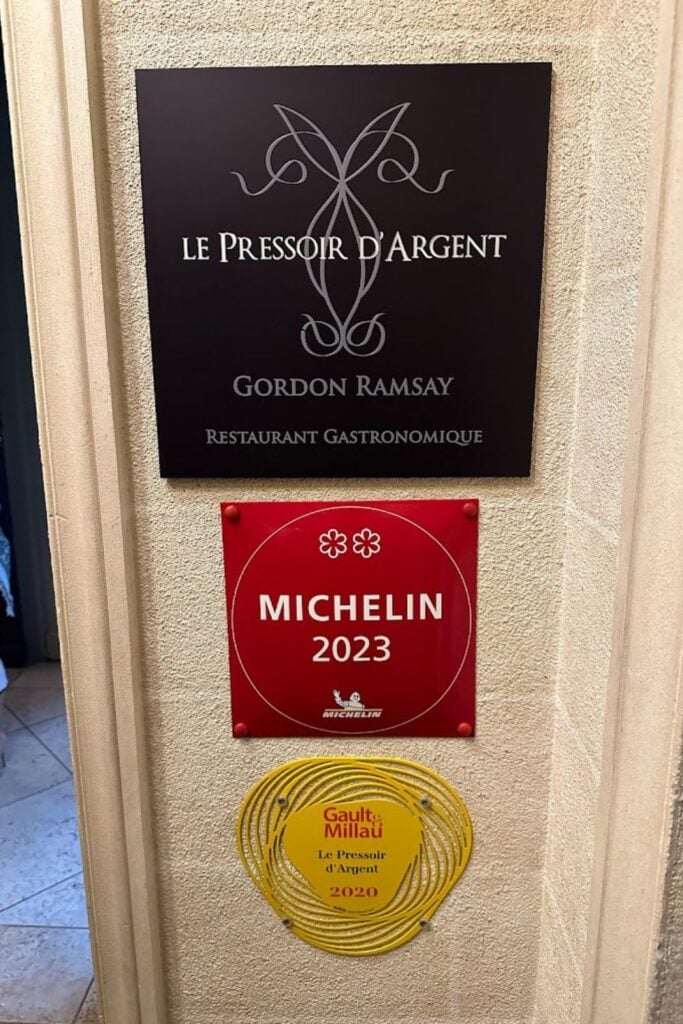 LE PRESSOIR D'ARGENT
GORDON RAMSAY
RESTAURANT GASTRONOMIQUE
MICHELIN
2023
MICHELIN
Gault&
Millau
Le Pressoir
d'Argent
2020